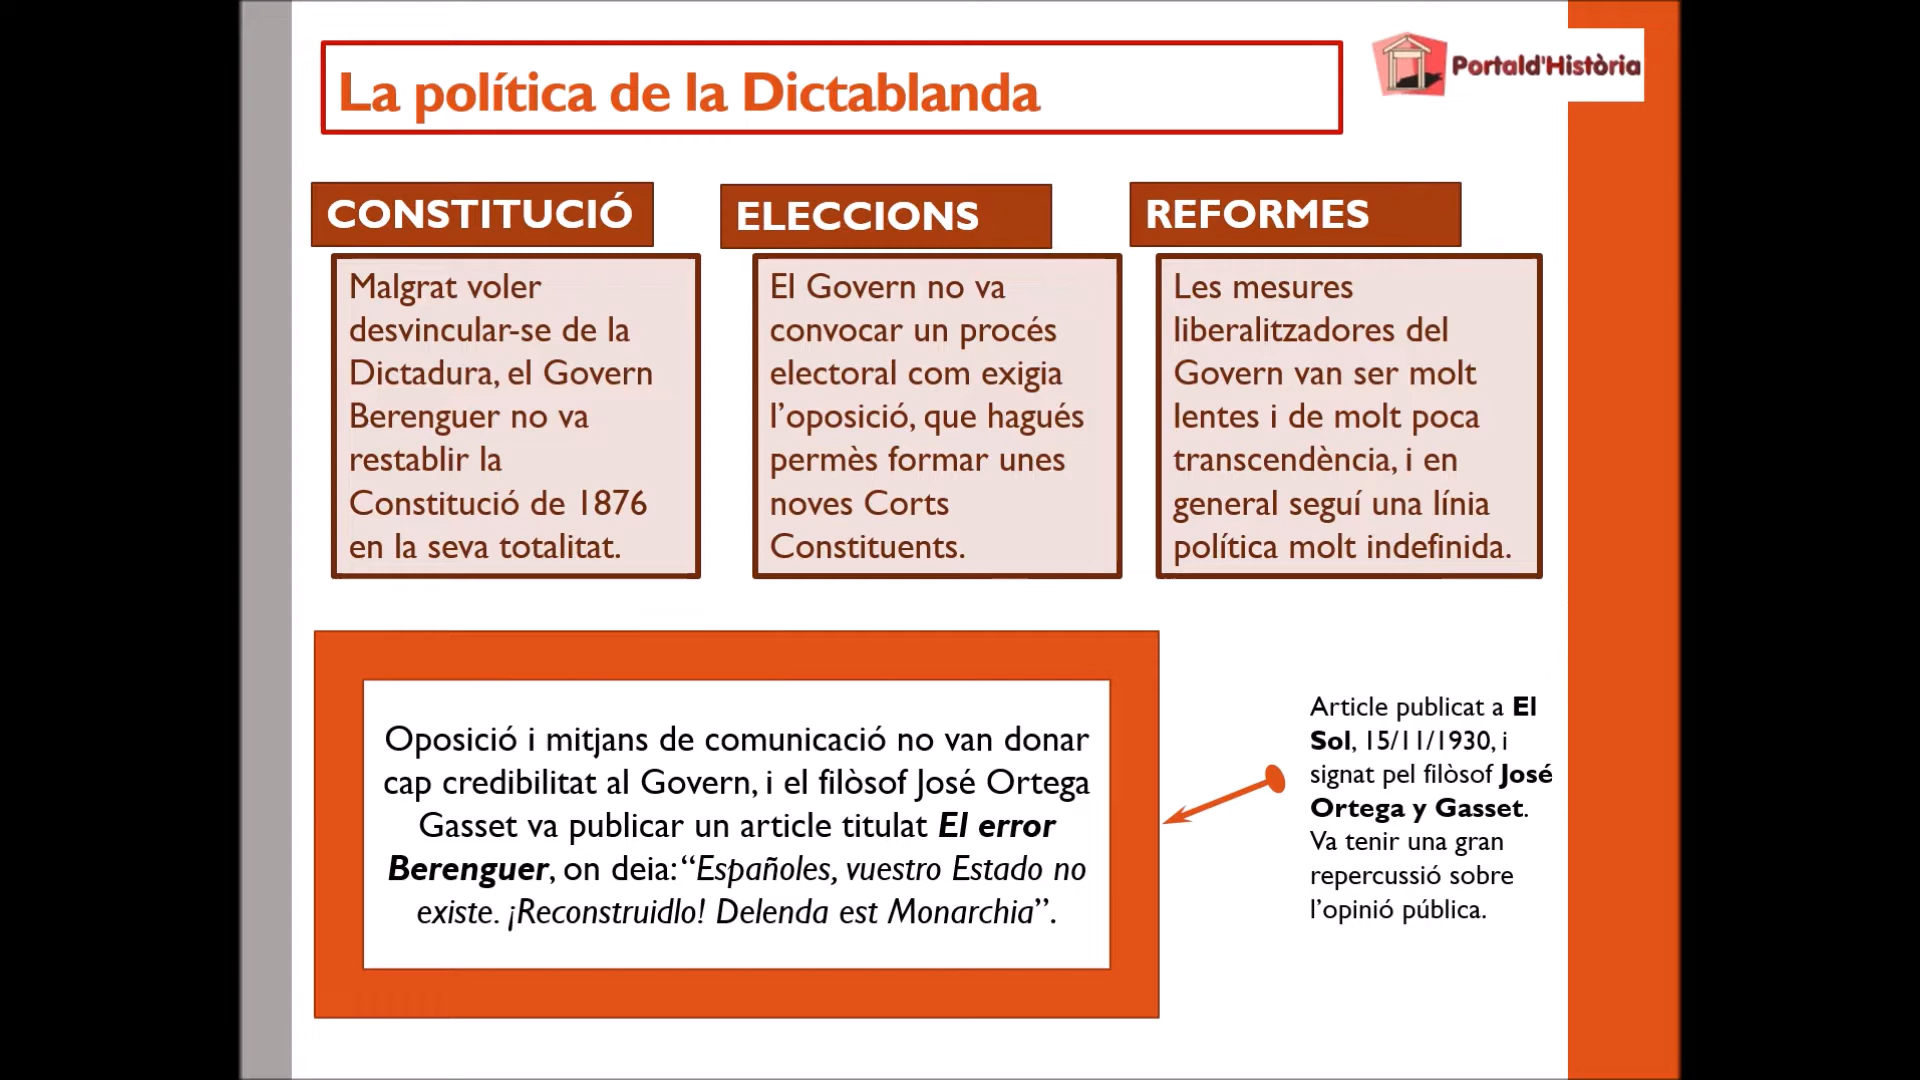 La política de la Dictablanda
Portald'Història
CONSTITUCIÓ
Malgrat voler
desvincular-se de la
Dictadura, el Govern
Berenguer no va
restablir la
Constitució de 1876
en la seva totalitat.
ELECCIONS
El Govern no va
convocar un procés
electoral com exigia
l’oposició, que hagués
permès formar unes
noves Corts
Constituents.
REFORMES
Les mesures
liberalitzadores del
Govern van ser molt
lentes i de molt poca
transcendència, i en
general seguí una línia
política molt indefinida.
Oposició i mitjans de comunicació no van donar
cap credibilitat al Govern, i el filòsof José Ortega
Gasset va publicar un article titulat El error
Berenguer, on deia: “Españoles, vuestro Estado no
existe. ¡Reconstruidlo! Delenda est Monarchia”.
Article publicat a El
Sol, 15/11/1930, i
signat pel filòsof José
Ortega y Gasset.
Va tenir una gran
repercussió sobre
l’opinió pública.